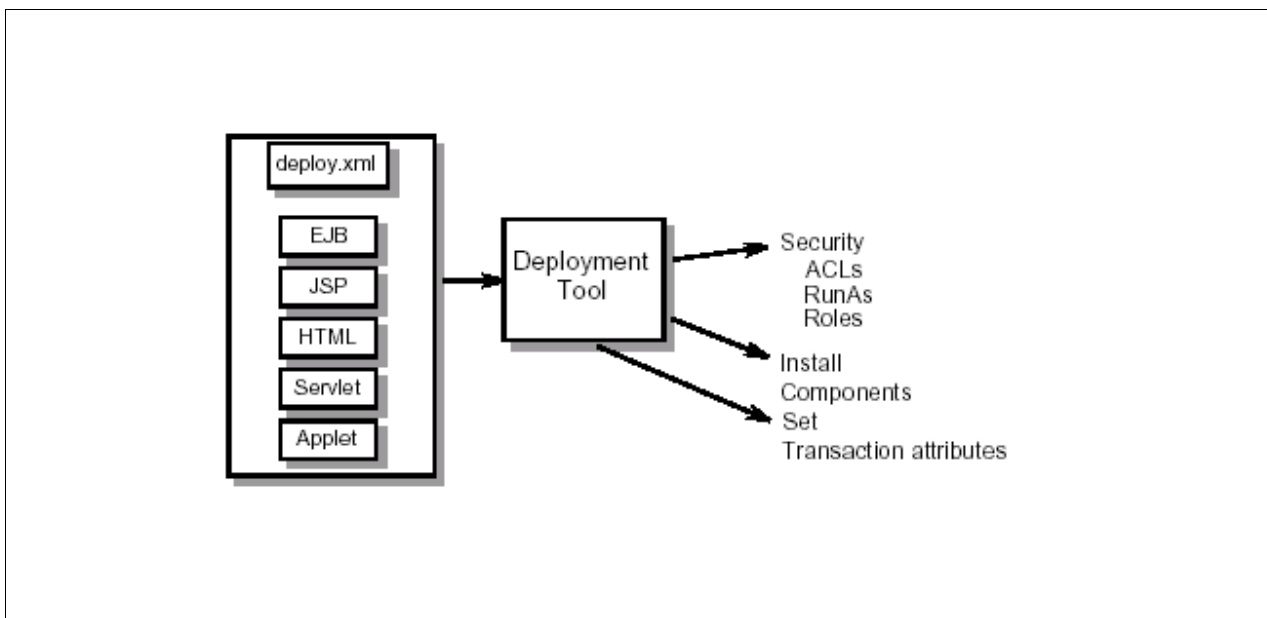 deploy.xml
EJB
JSP
HTML
Servlet
Applet
Deployment
Tool
Security
ACLs
RunAs
Roles
Install
Components
Set
Transaction attributes